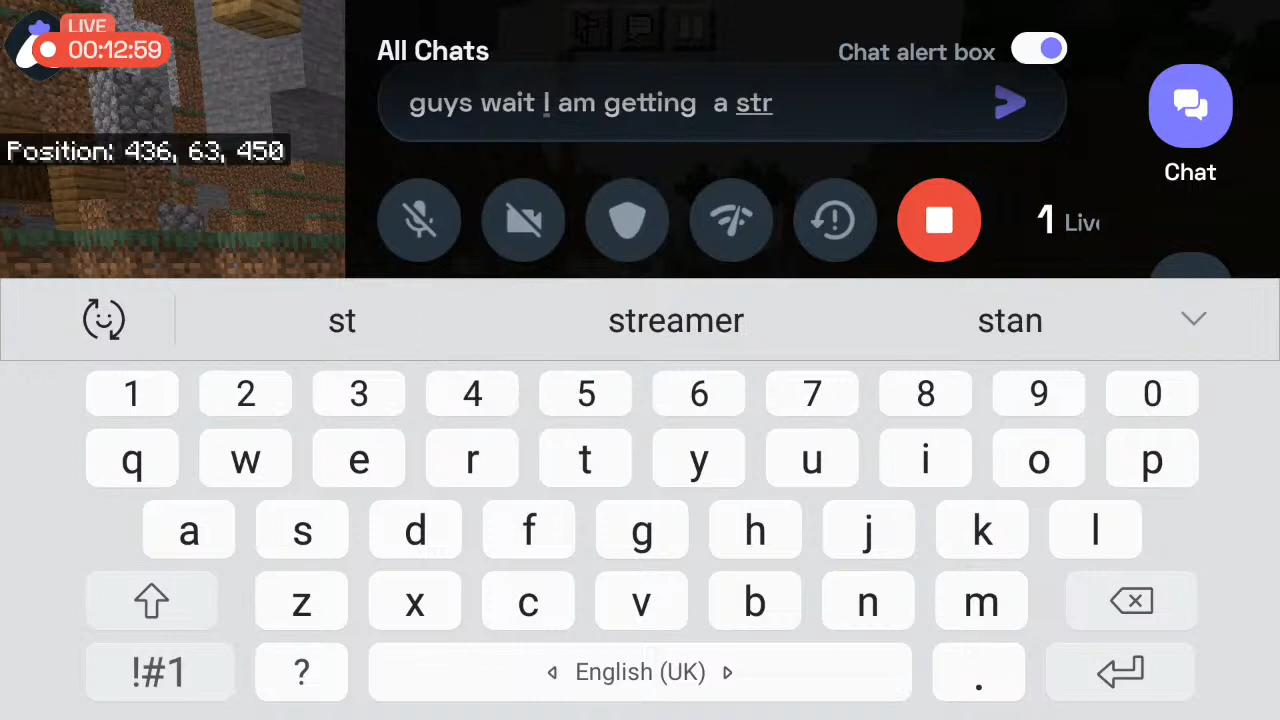 LIVE
00:12:59
Position: 436, 63, 450
All Chats
Chat alert box
guys wait I am getting  a str
Chat
1 Live
st
streamer
stan
1 2 3 4 5 6 7 8 9 0
q w e r t y u i o p
a s d f g h j k l
z x c v b n m
!#1 ? English (UK) .